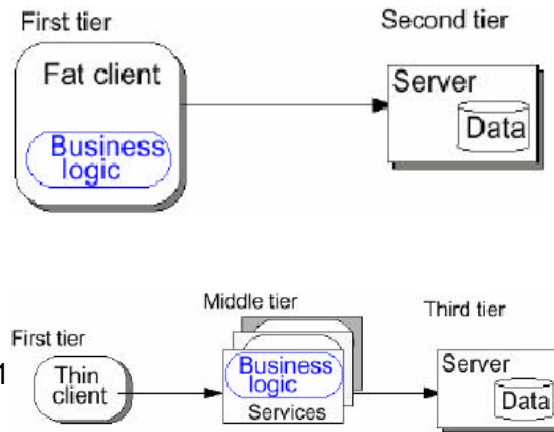 First tier
Second tier
Fat client
Business
logic
Server
Data
Middle tier
Third tier
First tier
1
Thin
client
Business
logic
Services
Server
Data